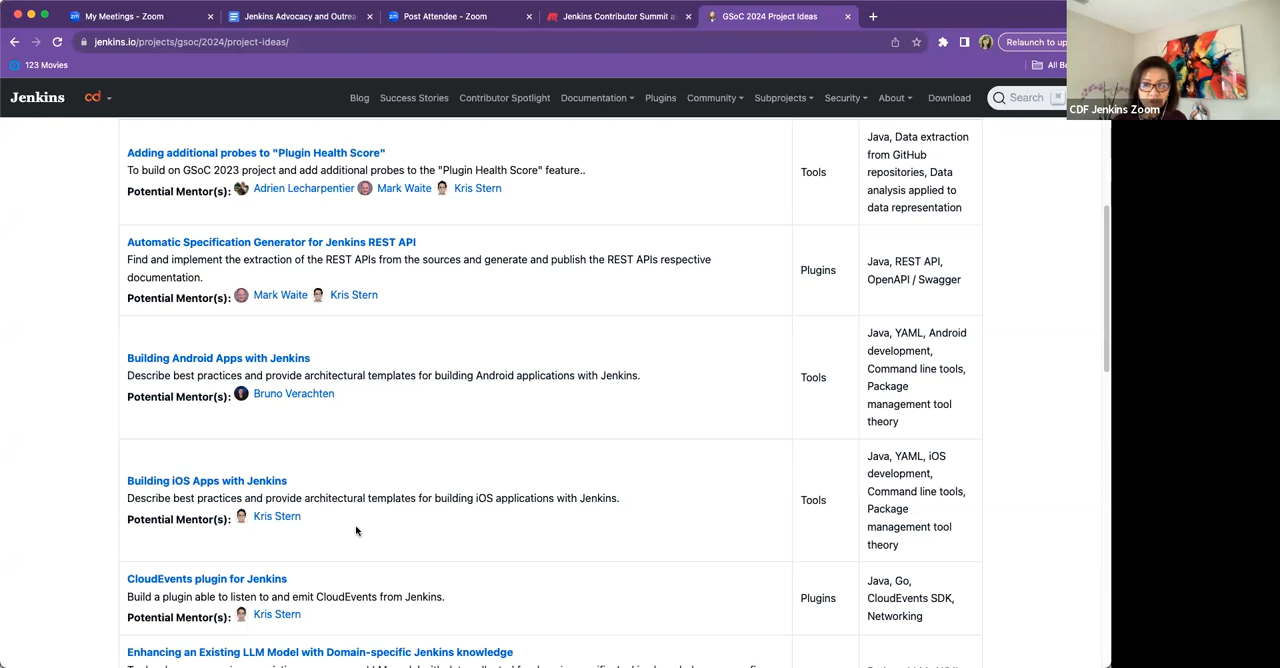 My Meetings - Zoom
Jenkins Advocacy and Outrea
Post Attendee - Zoom
Jenkins Contributor Summit a
GSoC 2024 Project Ideas
jenkins.io/projects/gsoc/2024/project-ideas/
Relaunch to up
123 Movies
All Bo
CDF Jenkins Zoom
Jenkins
cd
Blog
Success Stories
Contributor Spotlight
Documentation
Plugins
Community
Subprojects
Security
About
Download
Search
Adding additional probes to "Plugin Health Score"
To build on GSoC 2023 project and add additional probes to the "Plugin Health Score" feature..
Potential Mentor(s): Adrien Lecharpentier Mark Waite Kris Stern
Tools
Java, Data extraction
from GitHub
repositories, Data
analysis applied to
data representation
Automatic Specification Generator for Jenkins REST API
Find and implement the extraction of the REST APIs from the sources and generate and publish the REST APIs respective
documentation.
Potential Mentor(s): Mark Waite Kris Stern
Plugins
Java, REST API,
OpenAPI / Swagger
Building Android Apps with Jenkins
Describe best practices and provide architectural templates for building Android applications with Jenkins.
Potential Mentor(s): Bruno Verachten
Tools
Java, YAML, Android
development,
Command line tools,
Package
management tool
theory
Building iOS Apps with Jenkins
Describe best practices and provide architectural templates for building iOS applications with Jenkins.
Potential Mentor(s): Kris Stern
Tools
Java, YAML, iOS
development,
Command line tools,
Package
management tool
theory
CloudEvents plugin for Jenkins
Build a plugin able to listen to and emit CloudEvents from Jenkins.
Potential Mentor(s): Kris Stern
Plugins
Java, Go,
CloudEvents SDK,
Networking
Enhancing an Existing LLM Model with Domain-specific Jenkins knowledge